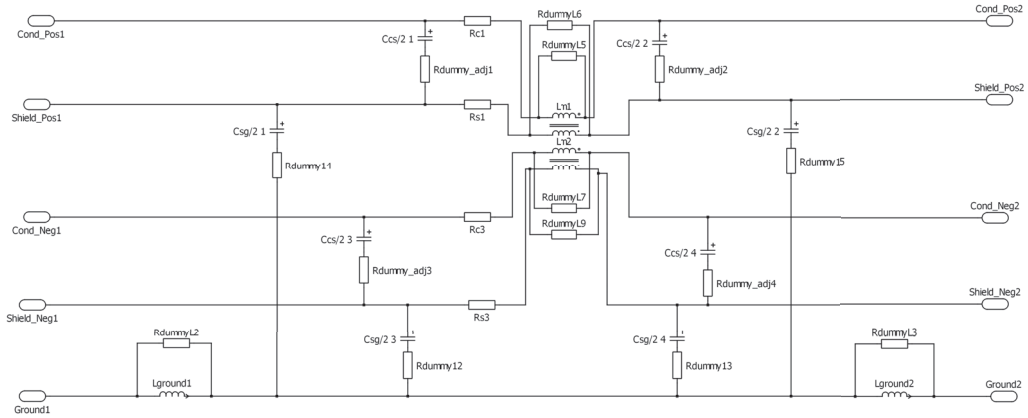 Cond_Pos1
Ccs/2 1
Rdummy_adj1
Rc1
RdummyL6
RdummyL5
Ccs/2 2
Rdummy_adj2
Cond_Pos2
Shield_Pos1
Csg/2 1
Rdummy11
Rs1
Lm1
Lm2
Csg/2 2
Rdummy15
Shield_Pos2
Cond_Neg1
Ccs/2 3
Rdummy_adj3
Rc3
RdummyL7
RdummyL9
Ccs/2 4
Rdummy_adj4
Cond_Neg2
Shield_Neg1
Rs3
Shield_Neg2
RdummyL2
Csg/2 3
Rdummy12
Csg/2 4
Rdummy13
RdummyL3
Lground1
Lground2
Ground1
Ground2